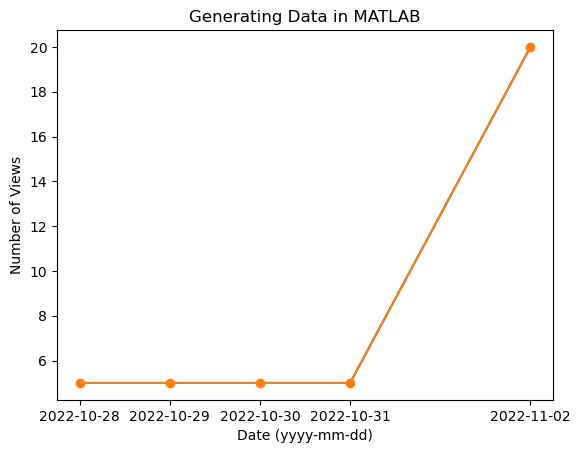 Generating Data in MATLAB
Number of Views
20
18
16
14
12
10
8
6
2022-10-28 2022-10-29 2022-10-30 2022-10-31 2022-11-02
Date (yyyy-mm-dd)